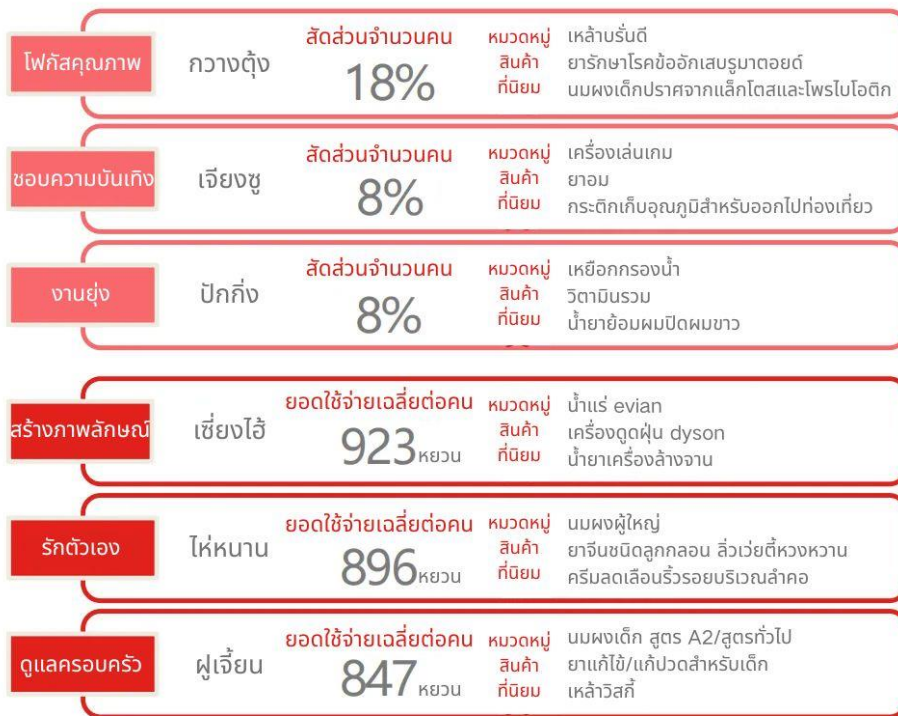 โฟกัสคุณภาพ
กวางตุ้ง
สัดส่วนจำนวนคน
18%
หมวดหมู่
สินค้า
ที่นิยม
เหล้าบรั่นดี
ยารักษาโรคข้ออักเสบรูมาตอยด์
นมผงเด็กปราศจากแล็กโตสและโพรไบโอติก
ชอบความบันเทิง
เจียงซู
สัดส่วนจำนวนคน
8%
หมวดหมู่
สินค้า
ที่นิยม
เครื่องเล่นเกม
ยาอม
กระติกเก็บอุณภูมิสำหรับออกไปท่องเที่ยว
งานยุ่ง
ปักกิ่ง
สัดส่วนจำนวนคน
8%
หมวดหมู่
สินค้า
ที่นิยม
เหยือกกรองน้ำ
วิตามินรวม
น้ำยาย้อมผมปิดผมขาว
สร้างภาพลักษณ์
เซี่ยงไฮ้
ยอดใช้จ่ายเฉลี่ยต่อคน
923 หยวน
หมวดหมู่
สินค้า
ที่นิยม
น้ำแร่ evian
เครื่องดูดฝุ่น dyson
น้ำยาเครื่องล้างจาน
รักตัวเอง
ไห่หนาน
ยอดใช้จ่ายเฉลี่ยต่อคน
896 หยวน
หมวดหมู่
สินค้า
ที่นิยม
นมผงผู้ใหญ่
ยาจีนชนิดลูกกลอน ลิ่วเว่ยตี้หวงหวาน
ครีมลดเลือนริ้วรอยบริเวณลำคอ
ดูแลครอบครัว
ฝูเจี้ยน
ยอดใช้จ่ายเฉลี่ยต่อคน
847 หยวน
หมวดหมู่
สินค้า
ที่นิยม
นมผงเด็ก สูตร A2/สูตรทั่วไป
ยาแก้ไข้/แก้ปวดสำหรับเด็ก
เหล้าวิสกี้